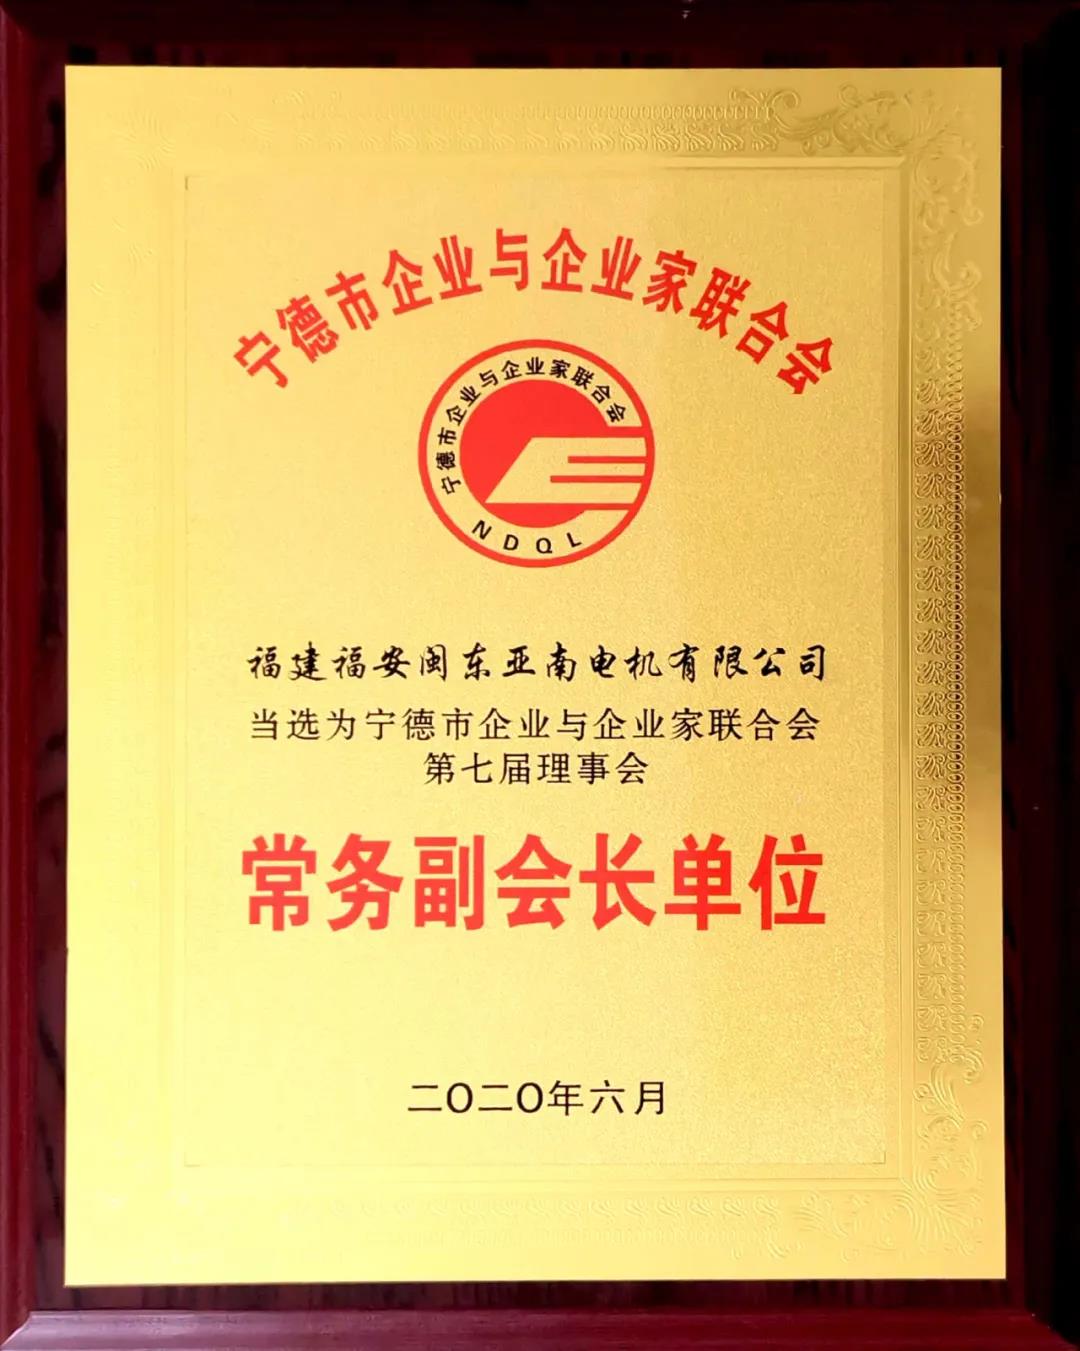 宁德市企业与企业家联合会
宁德市企业与企业家联合会
NDQL
福建福安闽东亚南电机有限公司
当选为宁德市企业与企业家联合会
第七届理事会
常务副会长单位
二〇二〇年六月